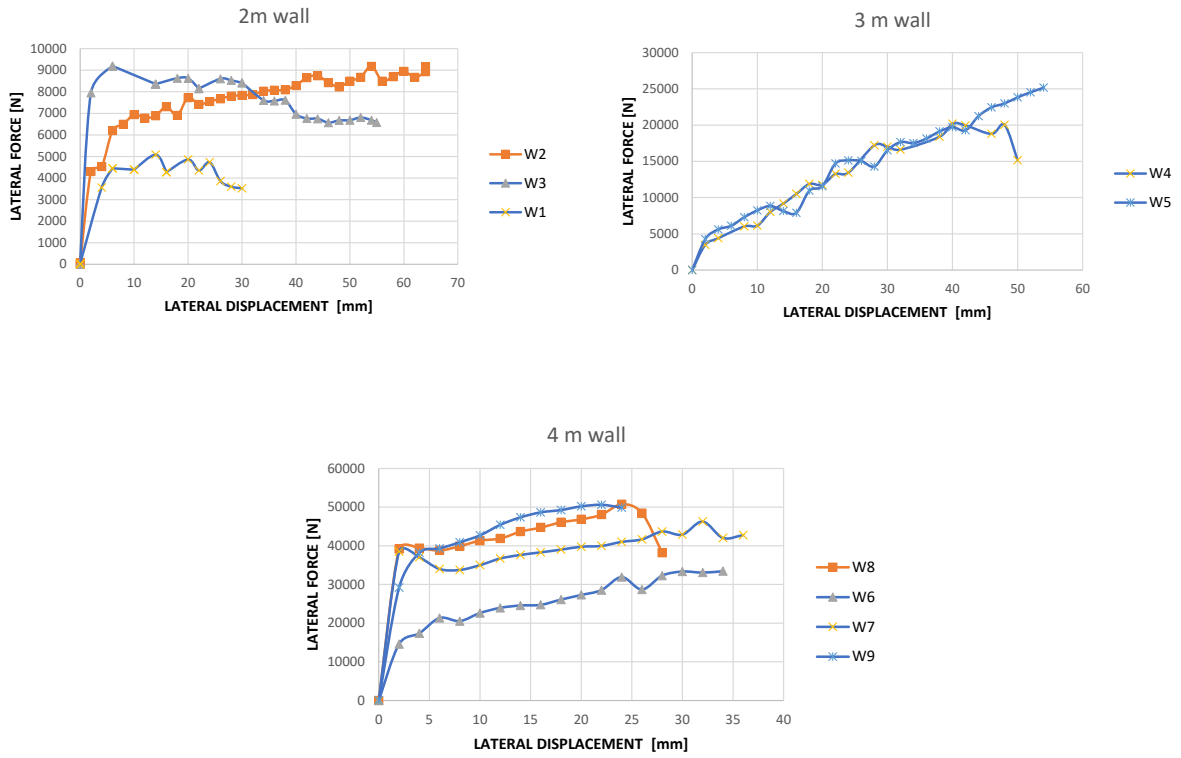 2m wall
10000
9000
8000
7000
6000
5000
4000
3000
2000
1000
0
0 10 20 30 40 50 60 70
LATERAL FORCE [N]
LATERAL DISPLACEMENT [mm]
W2
W3
W1
3 m wall
30000
25000
20000
15000
10000
5000
0
0 10 20 30 40 50 60
LATERAL FORCE [N]
LATERAL DISPLACEMENT [mm]
W4
W5
4 m wall
60000
50000
40000
30000
20000
10000
0
0 5 10 15 20 25 30 35 40
LATERAL FORCE [N]
LATERAL DISPLACEMENT [mm]
W8
W6
W7
W9